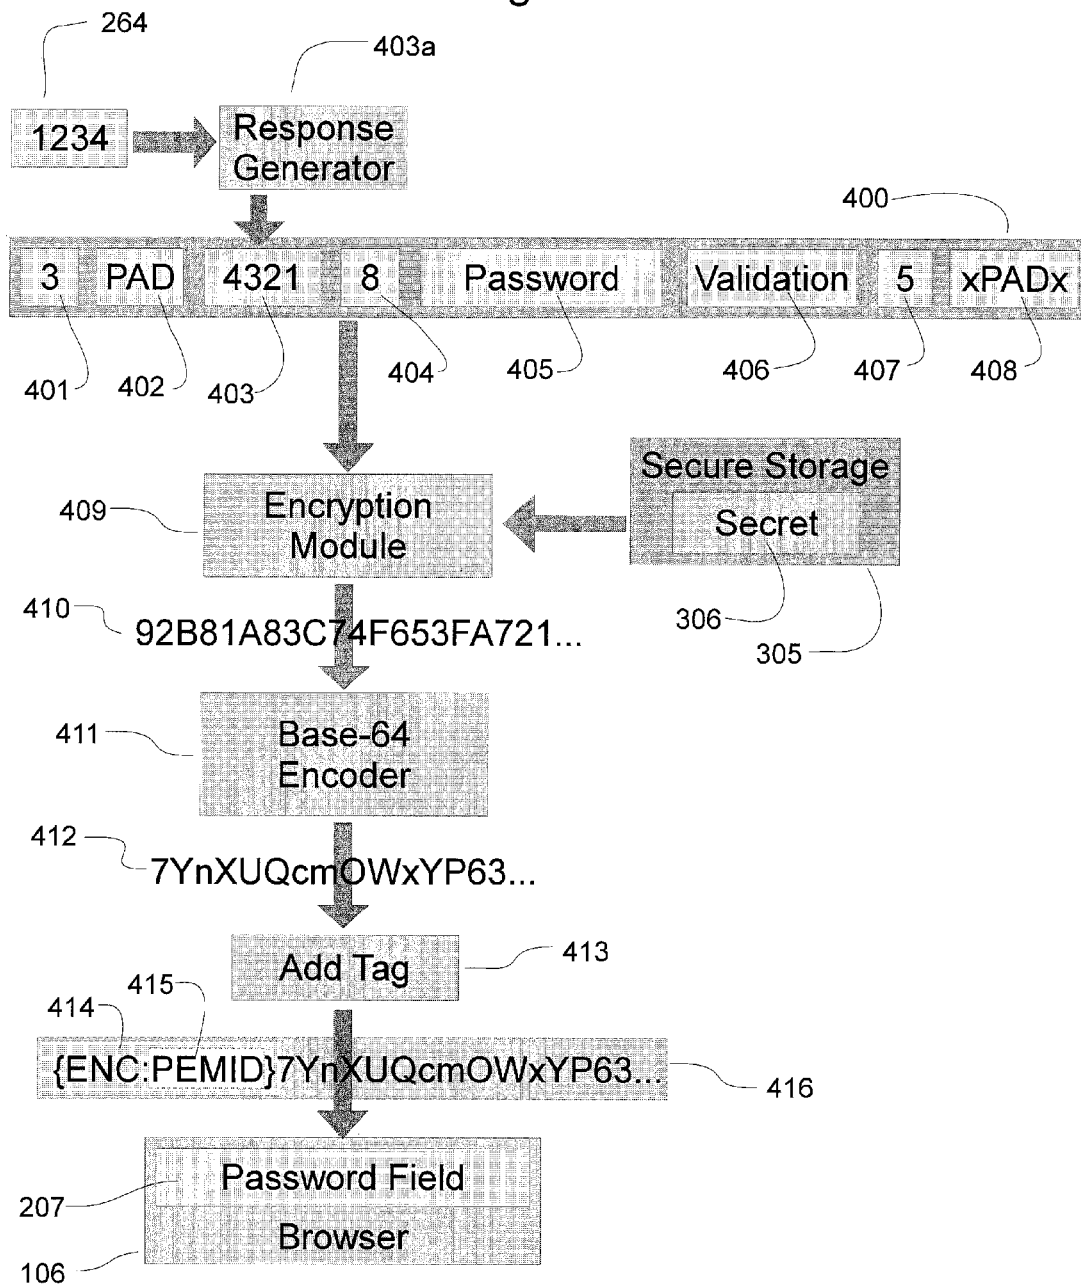 264
403a
1234
Response
Generator
400
3 PAD 4321 8 Password Validation 5 xPADx
401 402 403 404 405 406 407 408
Secure Storage
Secret
409
Encryption
Module
306
305
410
92B81A83C74F653FA721...
411
Base-64
Encoder
412
7YnXUQcmOWxYP63...
Add Tag
413
414
415
{ENC:PEMID}7YnXUQcmOWxYP63...
416
Password Field
207
Browser
106